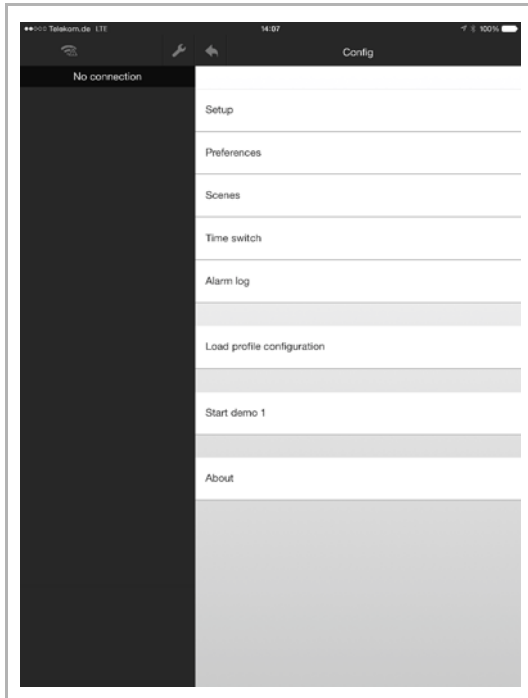 Telekom.de LTE 14:07 100%
Config
No connection
Setup
Preferences
Scenes
Time switch
Alarm log
Load profile configuration
Start demo 1
About